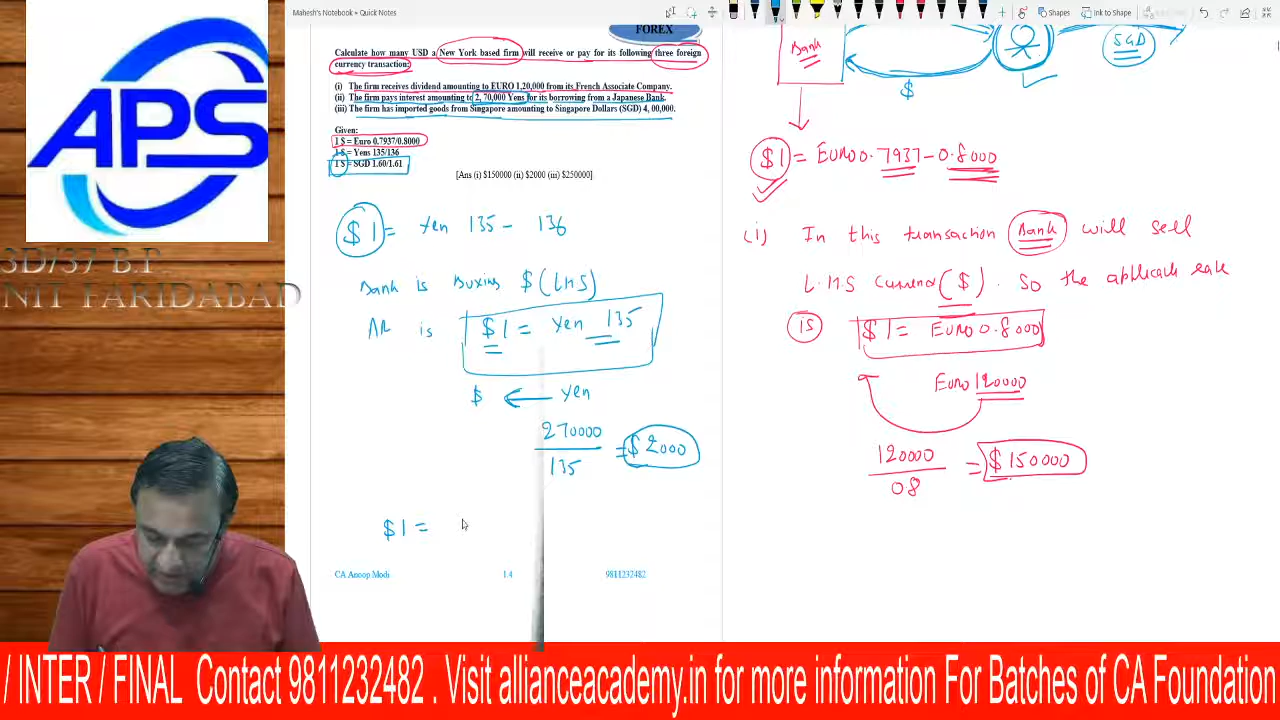 Mahesh's Notebook » Quick Notes
Shapes
Ink to Shape
Ink to Math
APS
3D/37 B.P.
NIT FARIDABAD
FOREX
Calculate how many USD a New York based firm will receive or pay for its following three foreign
currency transaction:
(i) The firm receives dividend amounting to EURO 1,20,000 from its French Associate Company.
(ii) The firm pays interest amounting to 2, 70,000 Yens for its borrowing from a Japanese Bank.
(iii) The firm has imported goods from Singapore amounting to Singapore Dollars (SGD) 4, 00,000.
Given:
1 $ = Euro 0.7937/0.8000
1 $ = Yens 135/136
1 $ = SGD 1.60/1.61
[Ans (i) $150000 (ii) $2000 (iii) $250000]
$1 = Yen 135 - 136
Bank is Buying $ (LHS)
AR is $1 = Yen 135
$ ← Yen
270000
135
= $2000
$1 =
CA Anoop Modi 1.4 9811232482
Bank
SGD
$
$1 = EURO 0.7937 - 0.8000
(i) In this transaction Bank will sell
L.H.S currency ($). So the
is $1 = EURO 0.8000
EURO 120000
120000
0.8
= $150000
/ INTER / FINAL Contact 9811232482 . Visit allianceacademy.in for more information For Batches of CA Foundation